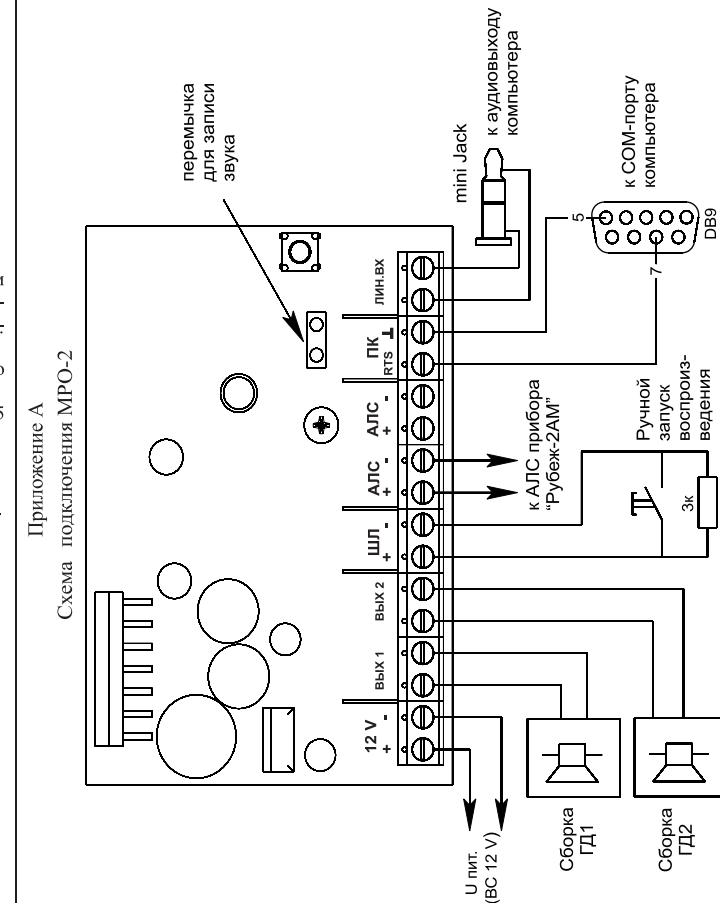 Приложение А
Схема подключения МРО-2
перемычка
для записи
звука
mini Jack
к аудиовыходу
компьютера
к COM-порту
компьютера
5
7
DB9
12 V
+ -
ВЫХ 1
ВЫХ 2
ШЛ
+ -
АЛС
+ -
АЛС
+ -
ПК
RTS ⊥
ЛИН.ВХ
U пит.
(ВС 12 V)
Сборка
ГД1
Сборка
ГД2
к АЛС прибора
“Рубеж-2АМ”
Ручной
запуск
воспроиз-
ведения
3к